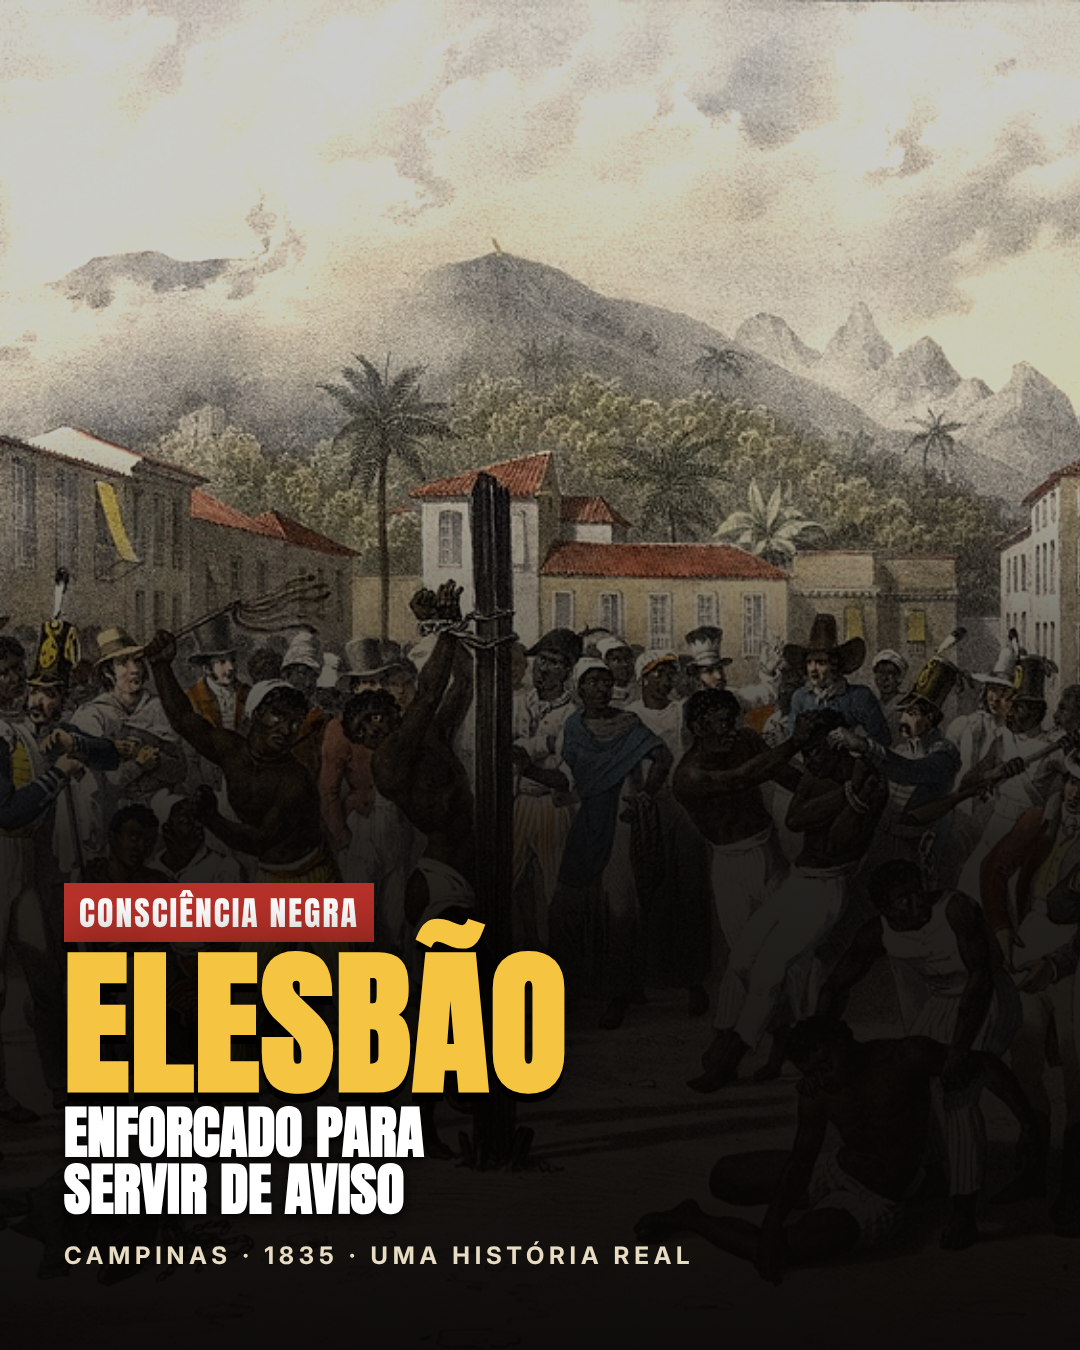 CONSCIÊNCIA NEGRA
ELESBÃO
ENFORCADO PARA
SERVIR DE AVISO
CAMPINAS · 1835 · UMA HISTÓRIA REAL